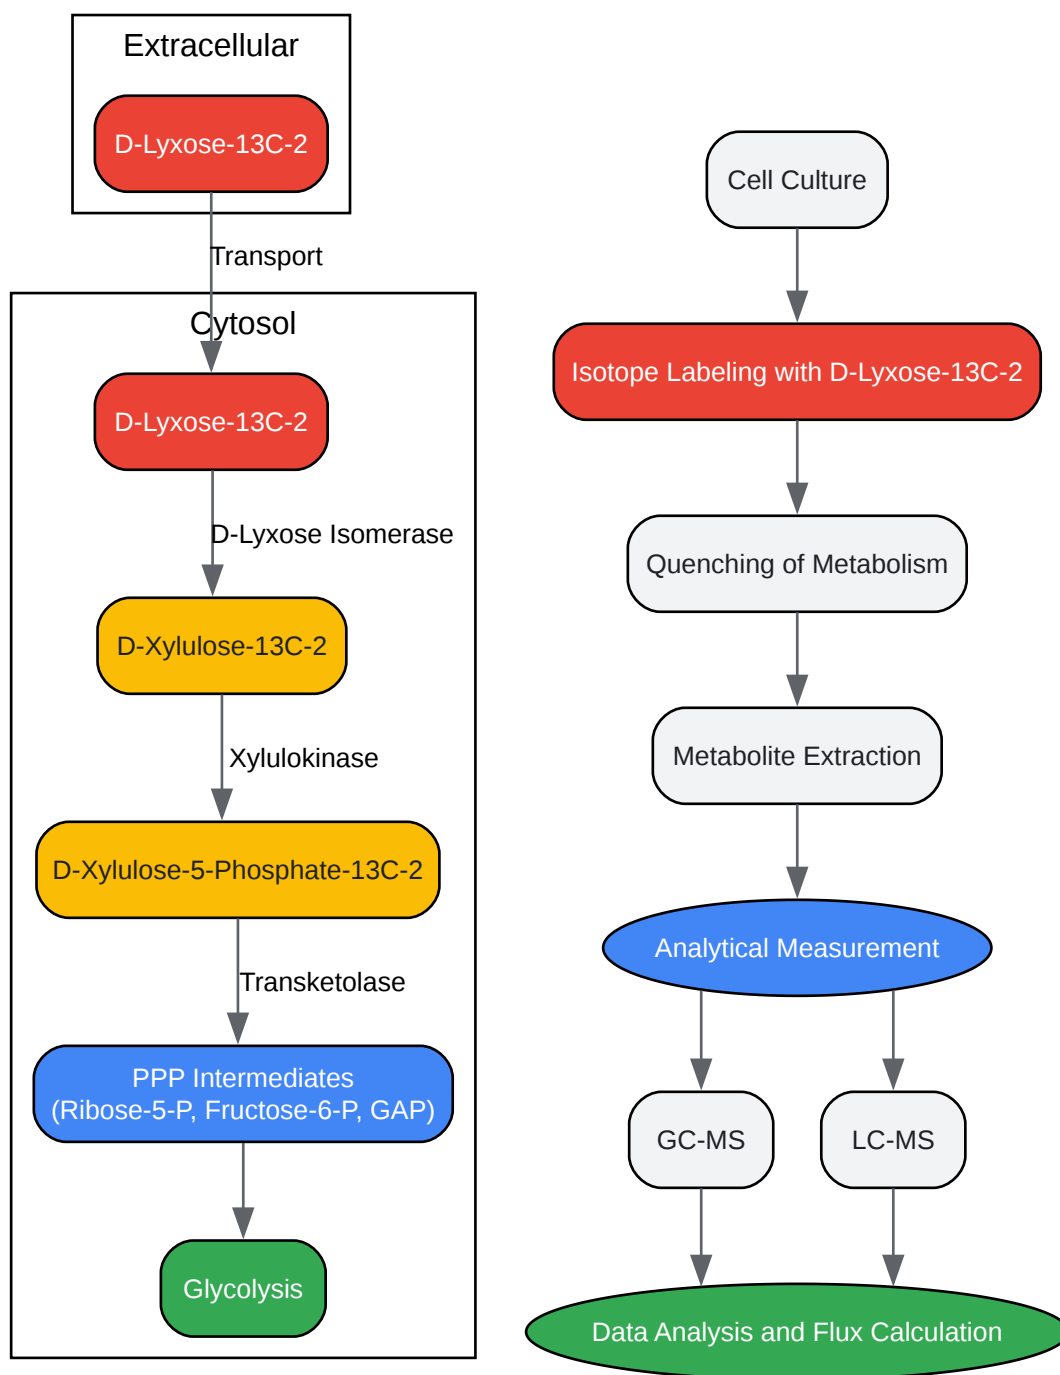 Extracellular
D-Lyxose-13C-2
Transport
Cytosol
D-Lyxose-13C-2
D-Lyxose Isomerase
D-Xylulose-13C-2
Xylulokinase
D-Xylulose-5-Phosphate-13C-2
Transketolase
PPP Intermediates
(Ribose-5-P, Fructose-6-P, GAP)
Glycolysis
Cell Culture
Isotope Labeling with D-Lyxose-13C-2
Quenching of Metabolism
Metabolite Extraction
Analytical Measurement
GC-MS
LC-MS
Data Analysis and Flux Calculation